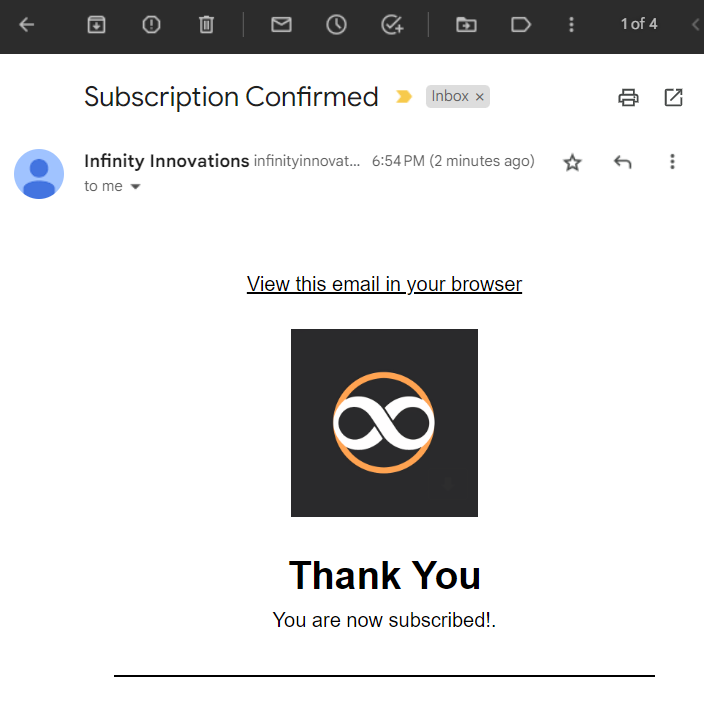 1 of 4
Subscription Confirmed
Inbox ×
Infinity Innovations infinityinnovat... 6:54 PM (2 minutes ago)
to me
View this email in your browser
Thank You
You are now subscribed!.